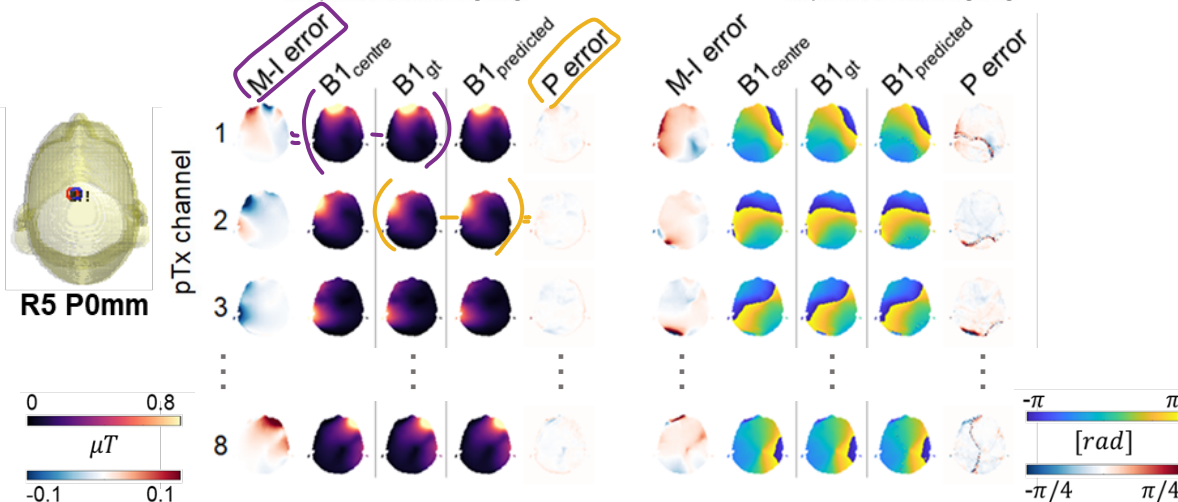 M-I error
B1centre
B1gt
B1predicted
P error
M-I error
B1centre
B1gt
B1predicted
P error
pTx channel
1
2
3
8
R5 P0mm
0 0.8
μT
-0.1 0.1
-π π
[rad]
-π/4 π/4